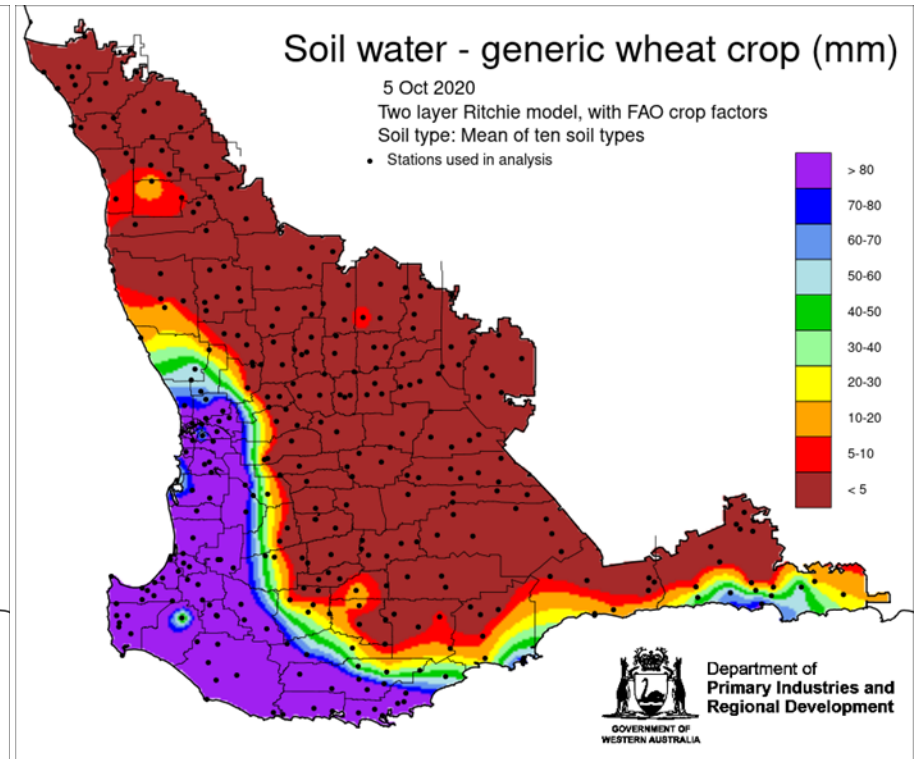 Soil water - generic wheat crop (mm)
5 Oct 2020
Two layer Ritchie model, with FAO crop factors
Soil type: Mean of ten soil types
• Stations used in analysis
> 80
70-80
60-70
50-60
40-50
30-40
20-30
10-20
5-10
< 5
Department of
Primary Industries and
Regional Development
GOVERNMENT OF
WESTERN AUSTRALIA